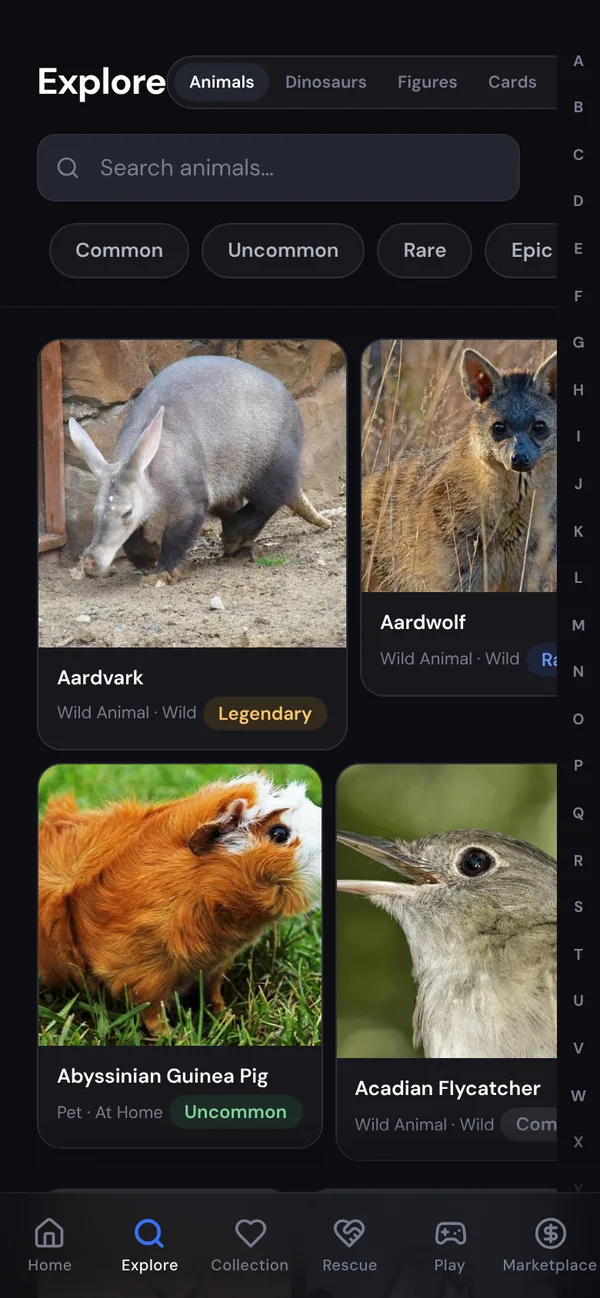 Explore Animals Dinosaurs Figures Cards
Search animals...
Common Uncommon Rare Epic
Aardvark
Wild Animal · Wild Legendary
Aardwolf
Wild Animal · Wild
Abyssinian Guinea Pig
Pet · At Home Uncommon
Acadian Flycatcher
Wild Animal · Wild
A
B
C
D
E
F
G
H
I
J
K
L
M
N
O
P
Q
R
S
T
U
V
W
X
Y
Home Explore Collection Rescue Play Marketplace